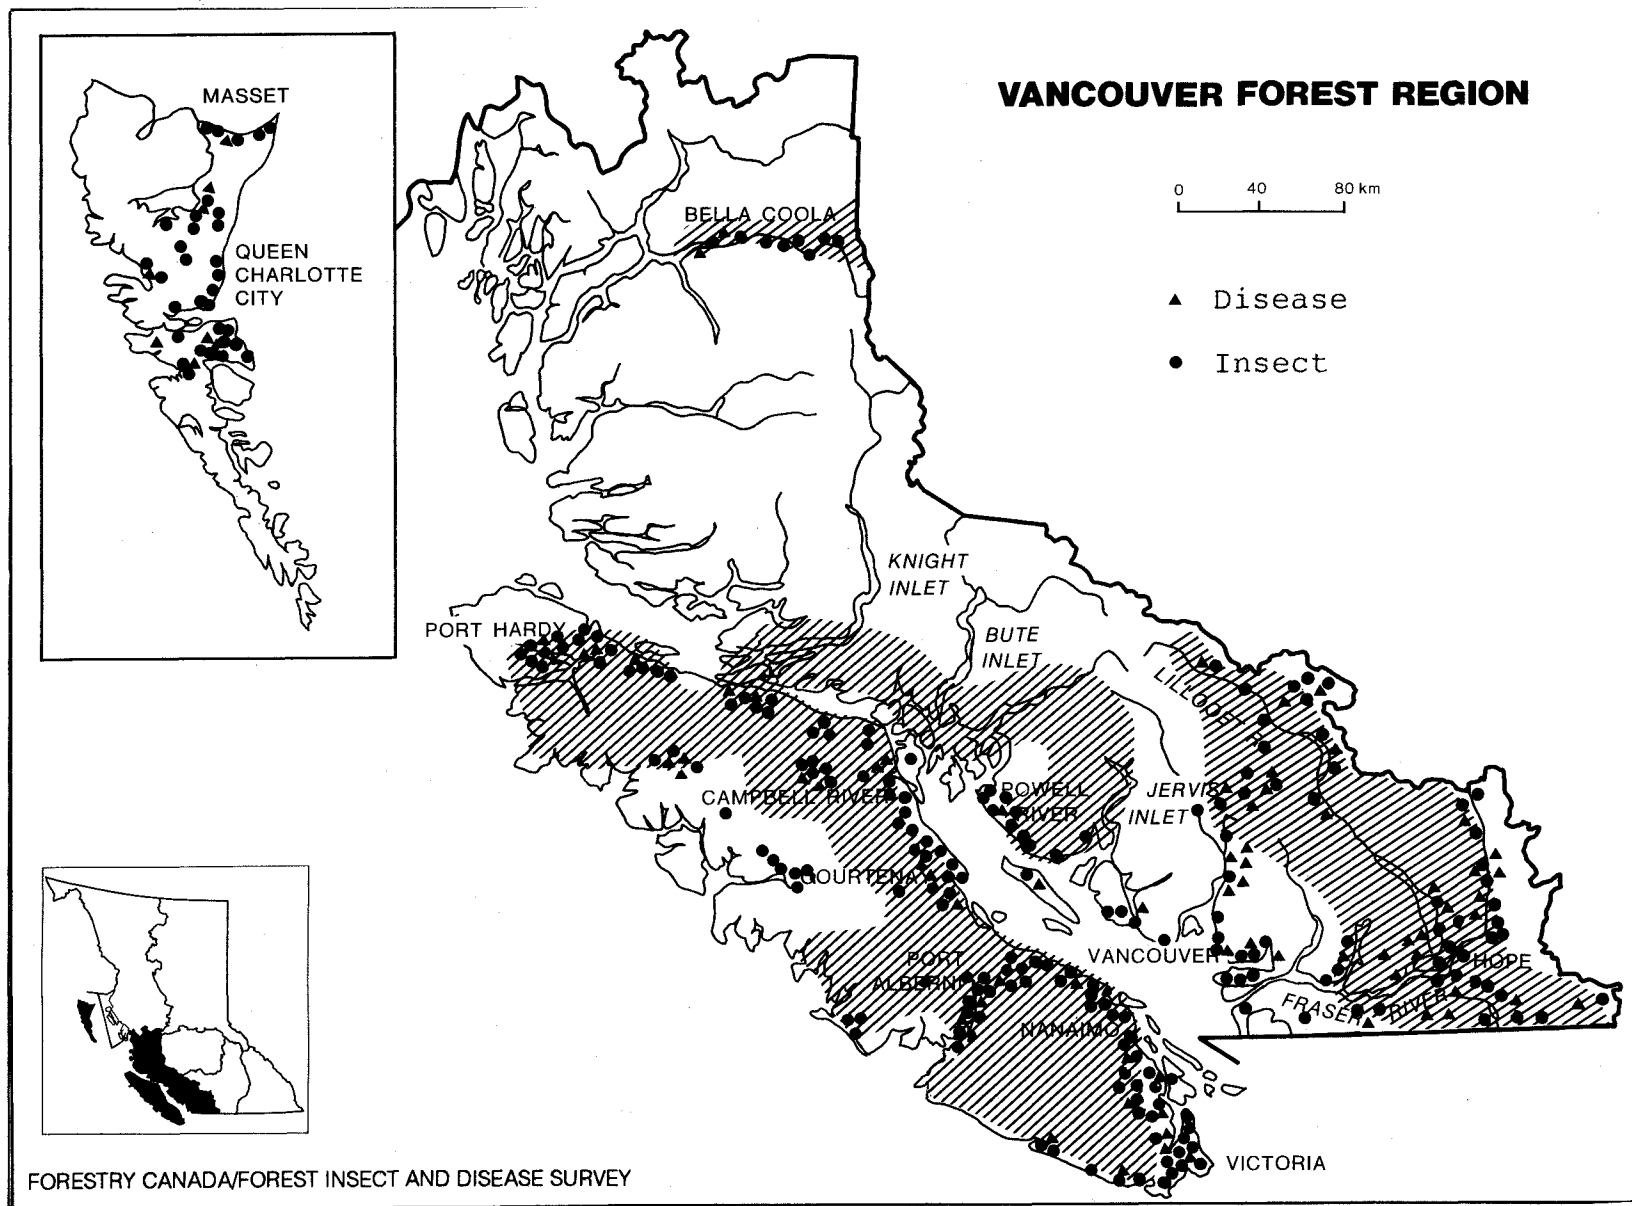 VANCOUVER FOREST REGION
0 40 80 km
▲ Disease
● Insect
MASSET
QUEEN
CHARLOTTE
CITY
BELLA COOLA
KNIGHT
INLET
BUTE
INLET
PORT HARDY
LILLOOET R
CAMPBELL RIVER
POWELL
RIVER
JERVIS
INLET
COURTENAY
VANCOUVER
PORT
ALBERNI
HOPE
FRASER RIVER
NANAIMO
VICTORIA
FORESTRY CANADA/FOREST INSECT AND DISEASE SURVEY